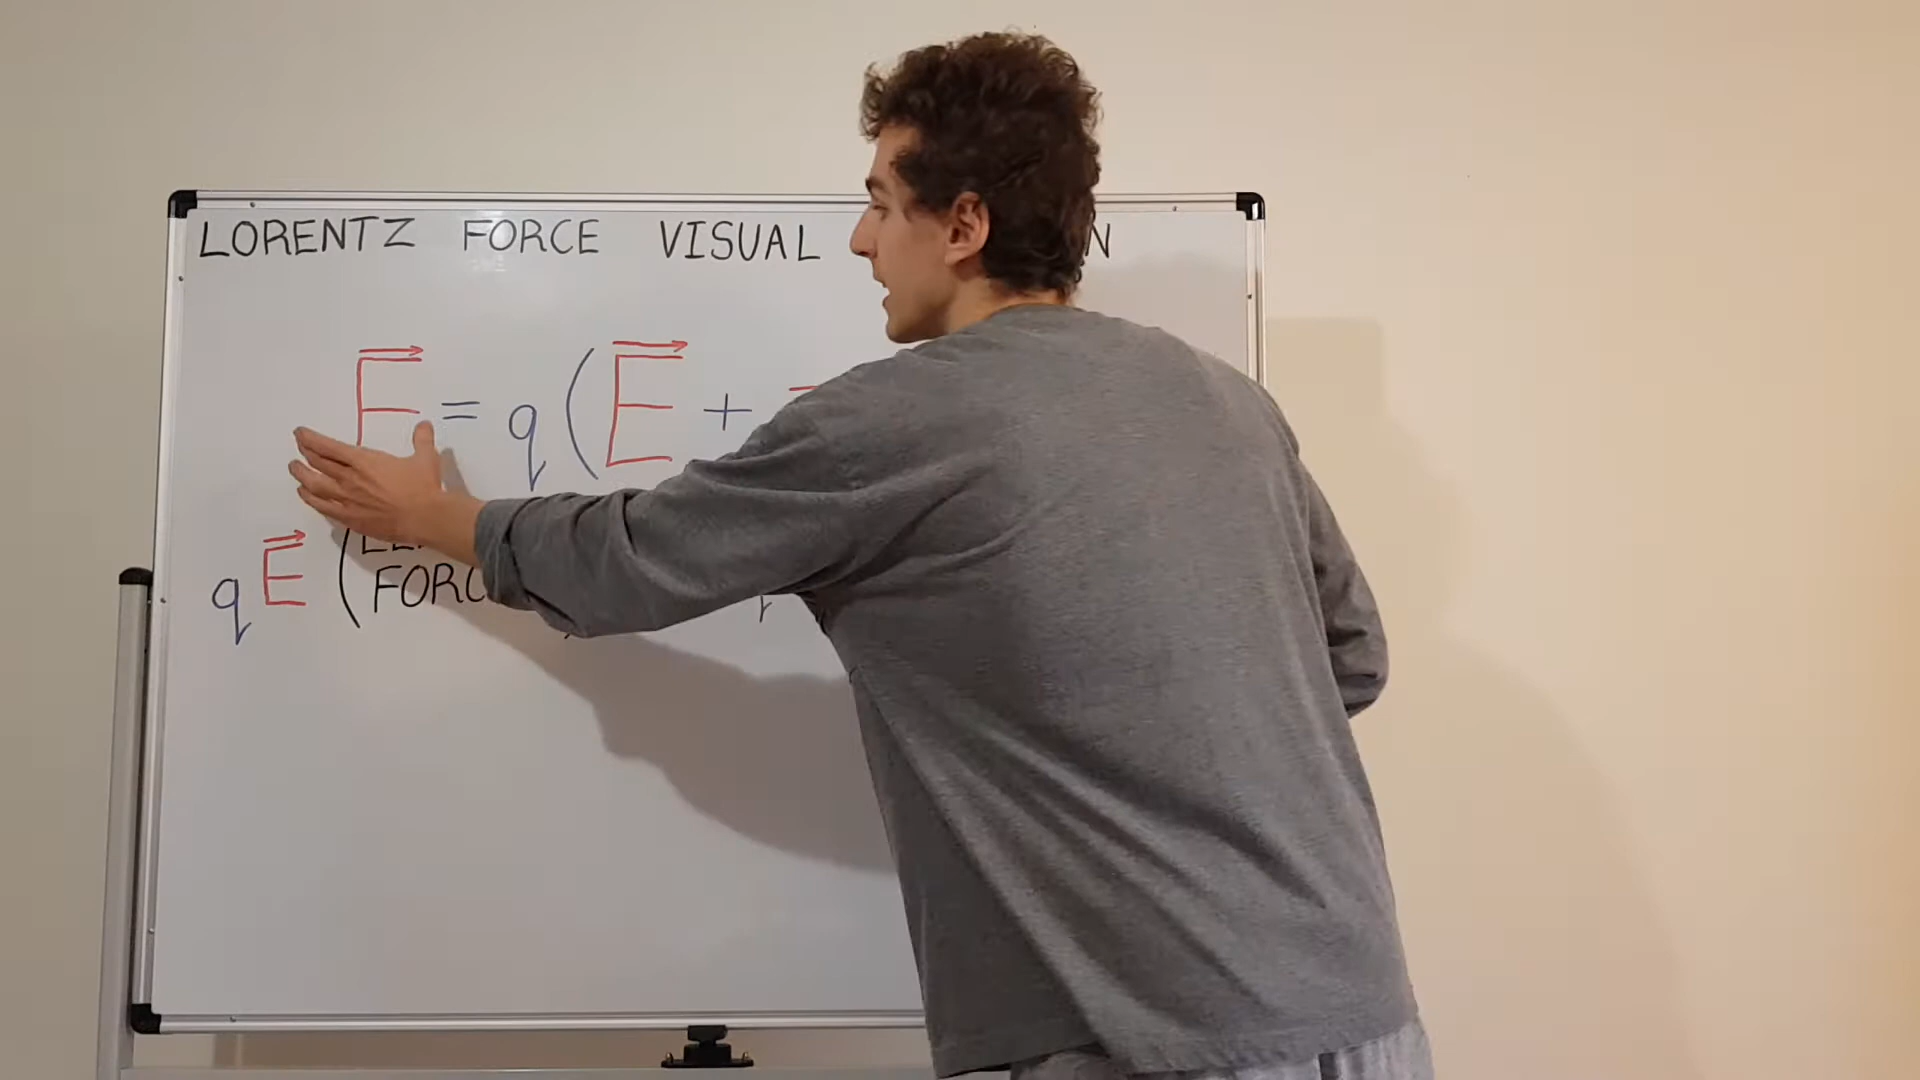 LORENTZ FORCE VISUAL
F⃗ = q(E⃗ +
qE⃗ (
FORC